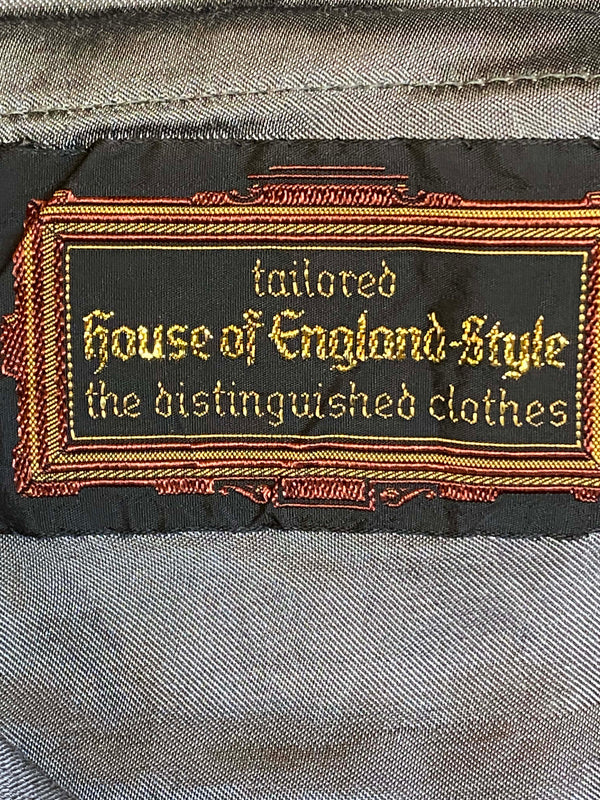 tailored
House of England-Style
the distinguished clothes